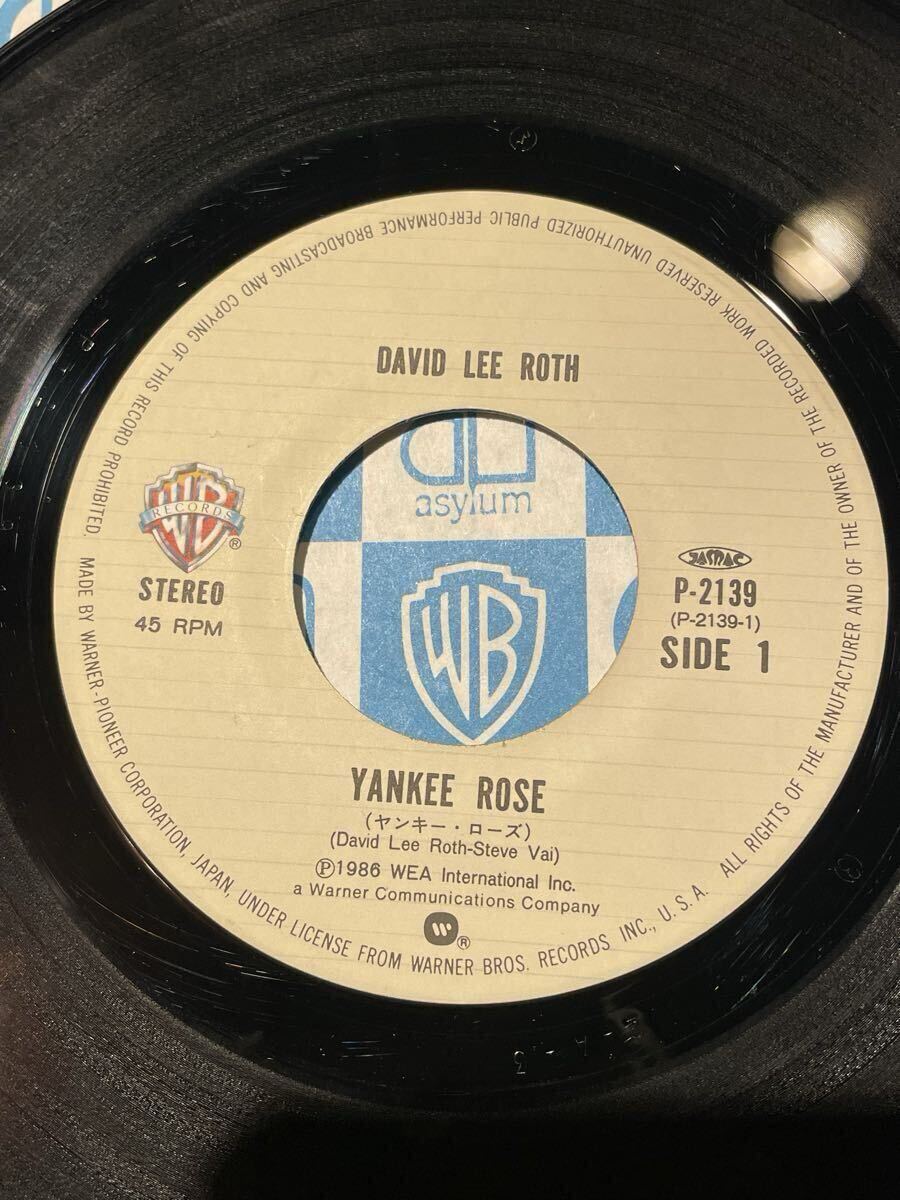 DAVID LEE ROTH
asylum
WB
WB
RECORDS
®
STEREO
45 RPM
JASRAC
P-2139
(P-2139-1)
SIDE 1
YANKEE ROSE
(ヤンキー・ローズ)
(David Lee Roth-Steve Vai)
℗1986 WEA International Inc.
a Warner Communications Company
®
MADE BY WARNER-PIONEER CORPORATION, JAPAN, UNDER LICENSE FROM WARNER BROS. RECORDS INC., U.S.A. ALL RIGHTS OF THE MANUFACTURER AND OF THE OWNER OF THE RECORDED WORK RESERVED UNAUTHORIZED PUBLIC PERFORMANCE BROADCASTING AND COPYING OF THIS RECORD PROHIBITED.